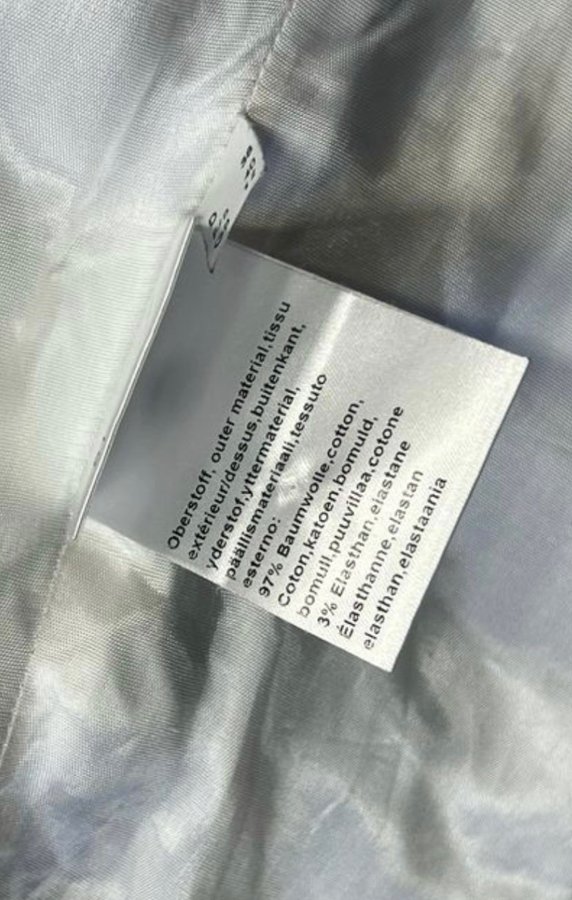 Oberstoff, outer material,tissu
extérieur/dessus,buitenkant,
yderstof,yttermaterial,
päällismateriaali,tessuto
esterno:
97% Baumwolle,cotton,
Coton,katoen,bomuld,
bomull,puuvillaa,cotone
3% Elasthan,elastane
Élasthanne,elastan
elasthan,elastaania